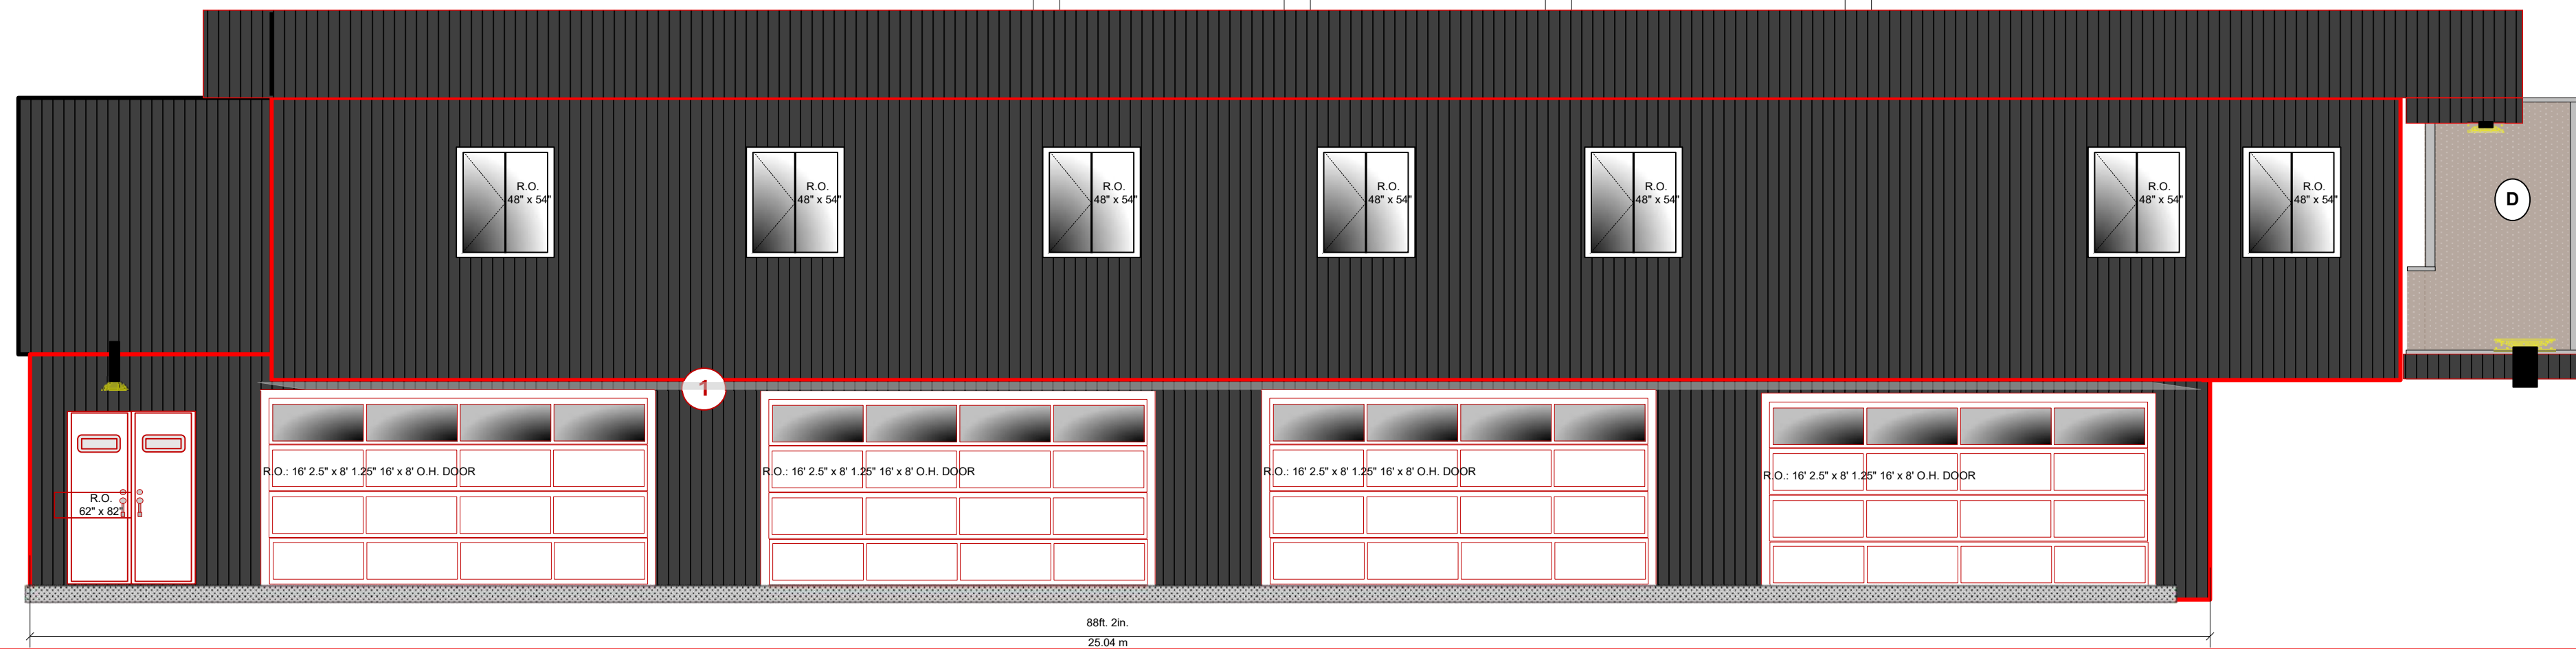 R.O.
48" x 54"
R.O.
48" x 54"
R.O.
48" x 54"
R.O.
48" x 54"
R.O.
48" x 54"
R.O.
48" x 54"
R.O.
48" x 54"
D
1
R.O.: 16' 2.5" x 8' 1.25" 16' x 8' O.H. DOOR
R.O.: 16' 2.5" x 8' 1.25" 16' x 8' O.H. DOOR
R.O.: 16' 2.5" x 8' 1.25" 16' x 8' O.H. DOOR
R.O.: 16' 2.5" x 8' 1.25" 16' x 8' O.H. DOOR
R.O.
62" x 82"
88ft. 2in.
25.04 m